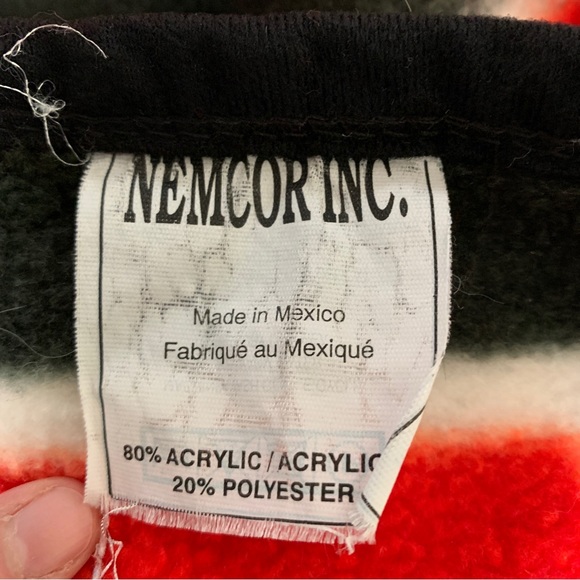 NEMCOR INC.
Made in Mexico
Fabriqué au Mexiqué
80% ACRYLIC / ACRYLIC
20% POLYESTER